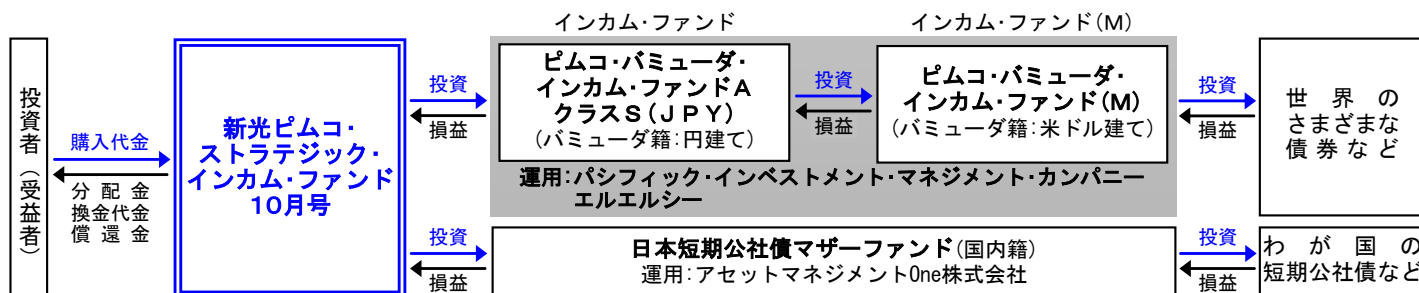 インカム・ファンド
インカム・ファンド(M)
投資者(受益者)
購入代金
分配金
換金代金
償還金
新光ピムコ・
ストラテジック・
インカム・ファンド
10月号
投資
損益
ピムコ・バミューダ・
インカム・ファンドA
クラスS(JPY)
(バミューダ籍:円建て)
投資
損益
ピムコ・バミューダ・
インカム・ファンド(M)
(バミューダ籍:米ドル建て)
運用:パシフィック・インベストメント・マネジメント・カンパニー
エルエルシー
投資
損益
世界の
さまざまな
債券など
投資
損益
日本短期公社債マザーファンド(国内籍)
運用:アセットマネジメントOne株式会社
投資
損益
わが国の
短期公社債など